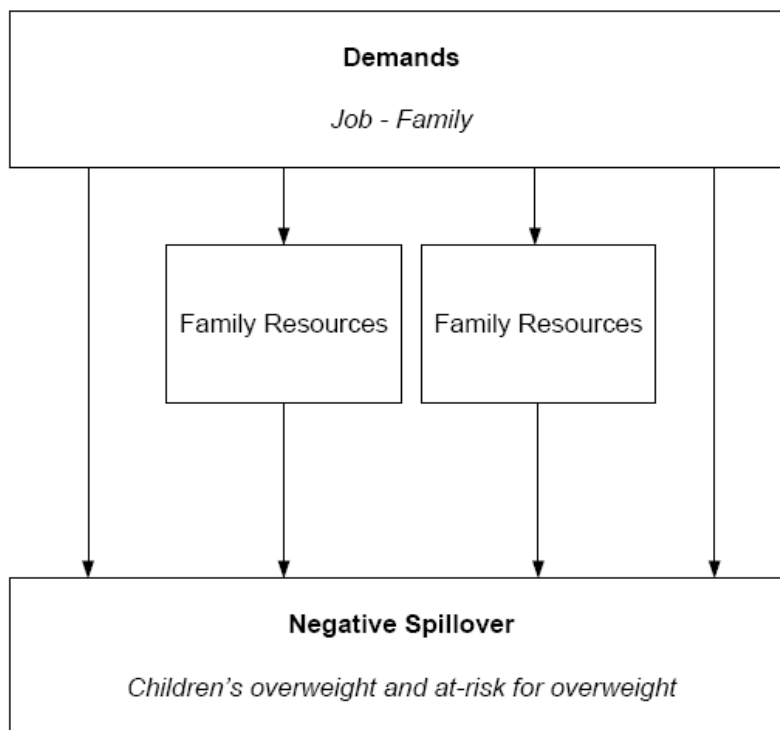 Demands
Job - Family
Family Resources
Family Resources
Negative Spillover
Children's overweight and at-risk for overweight